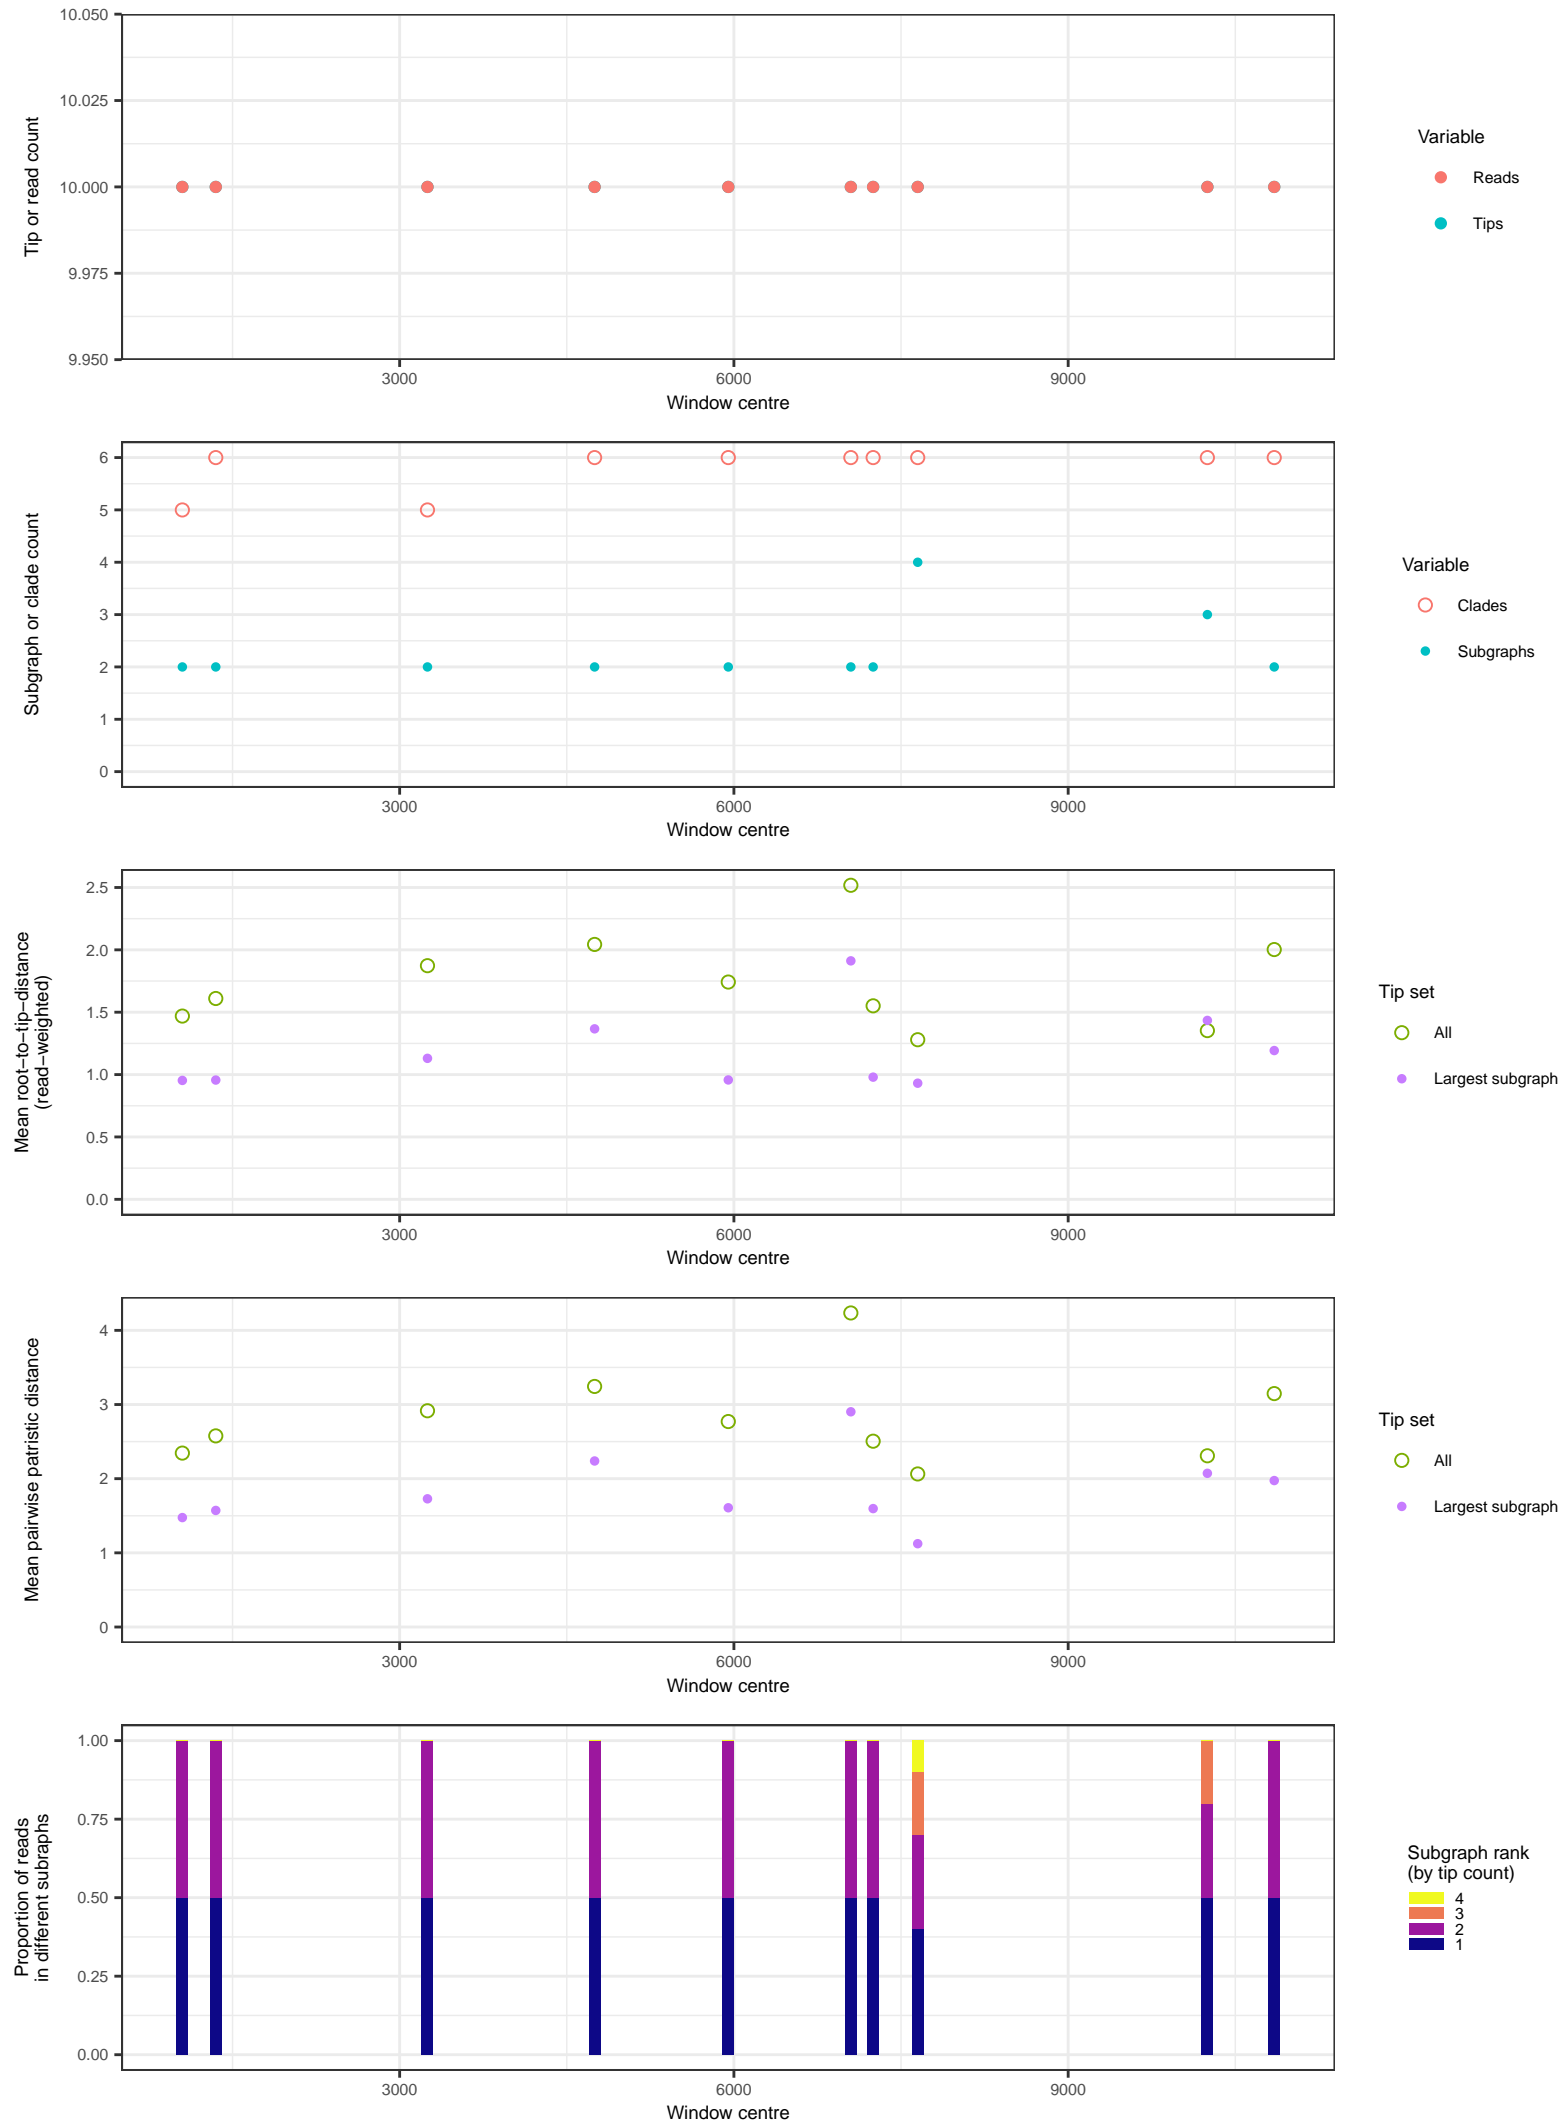 10.050
10.025
10.000
9.975
9.950
Tip or read count
3000
6000
9000
Window centre
Variable
Reads
Tips
6
5
4
3
2
1
0
Subgraph or clade count
3000
6000
9000
Window centre
Variable
Clades
Subgraphs
2.5
2.0
1.5
1.0
0.5
0.0
Mean root−to−tip−distance
(read−weighted)
3000
6000
9000
Window centre
Tip set
All
Largest subgraph
4
3
2
1
0
Mean pairwise patristic distance
3000
6000
9000
Window centre
Tip set
All
Largest subgraph
1.00
0.75
0.50
0.25
0.00
Proportion of reads
in different subraphs
3000
6000
9000
Window centre
Subgraph rank
(by tip count)
4
3
2
1